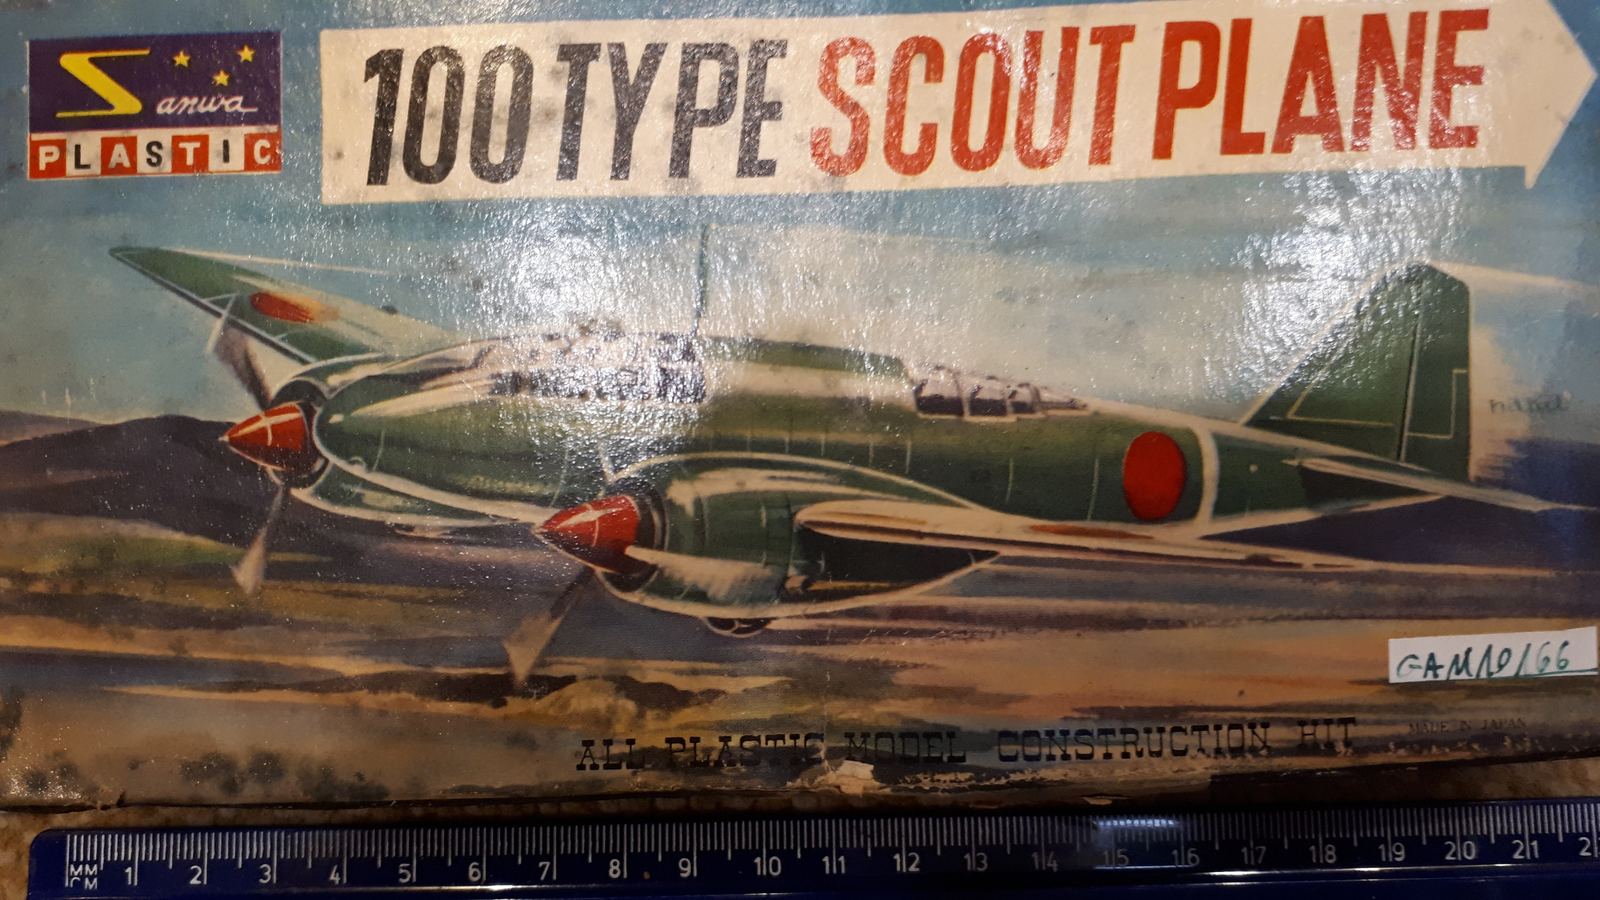 Sanwa
PLASTIC
100 TYPE SCOUT PLANE
GAM10/66
ALL PLASTIC MODEL CONSTRUCTION HIT
MADE IN JAPAN
MM
CM
1 2 3 4 5 6 7 8 9 10 11 12 13 14 15 16 17 18 19 20 21 2